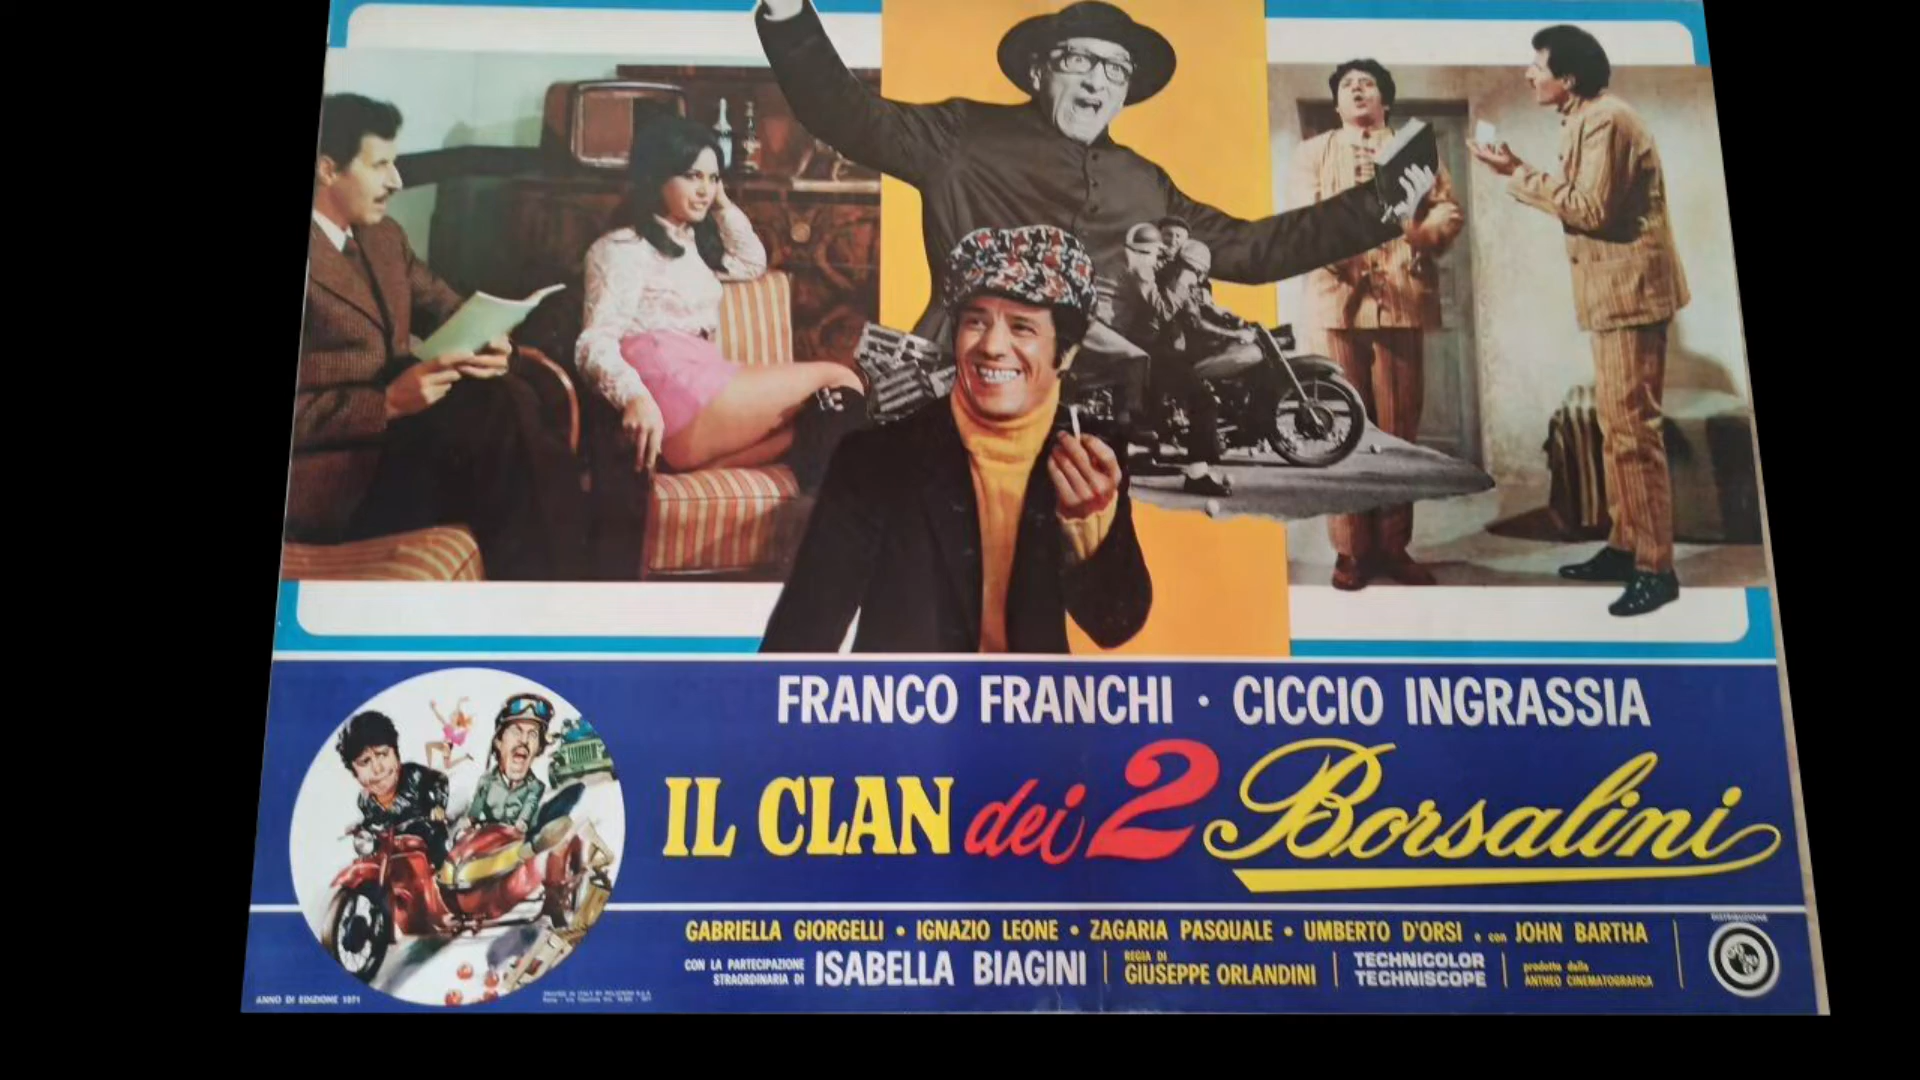 FRANCO FRANCHI · CICCIO INGRASSIA
IL CLAN dei 2 Borsalini
GABRIELLA GIORGELLI • IGNAZIO LEONE • ZAGARIA PASQUALE • UMBERTO D'ORSI • con JOHN BARTHA
CON LA PARTECIPAZIONE
STRAORDINARIA DI
ISABELLA BIAGINI
REGIA DI
GIUSEPPE ORLANDINI
TECHNICOLOR
TECHNISCOPE
prodotto dalla
ANTHEO CINEMATOGRAFICA
DISTRIBUZIONE
ANNO DI EDIZIONE 1971